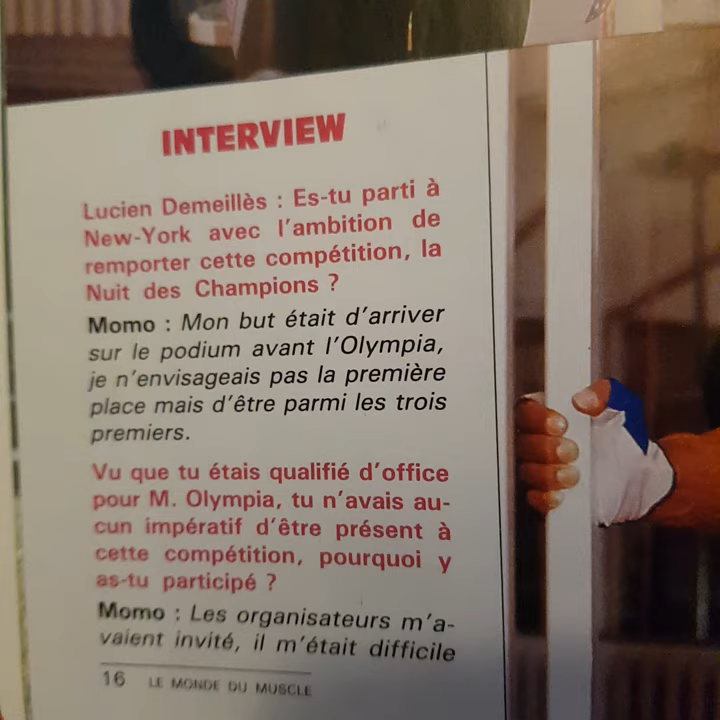 INTERVIEW
Lucien Demeillès : Es-tu parti à
New-York avec l'ambition de
remporter cette compétition, la
Nuit des Champions ?
Momo : Mon but était d'arriver
sur le podium avant l'Olympia,
je n'envisageais pas la première
place mais d'être parmi les trois
premiers.
Vu que tu étais qualifié d'office
pour M. Olympia, tu n'avais au-
cun impératif d'être présent à
cette compétition, pourquoi y
as-tu participé ?
Momo : Les organisateurs m'a-
vaient invité, il m'était difficile
16 LE MONDE DU MUSCLE